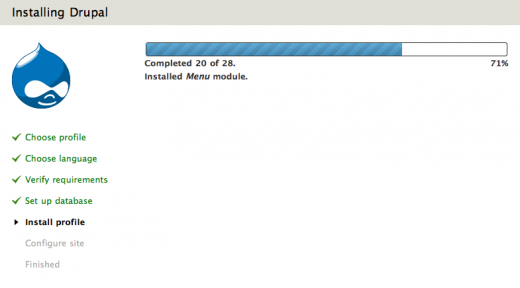 Installing Drupal
Completed 20 of 28.
71%
Installed Menu module.
Choose profile
Choose language
Verify requirements
Set up database
Install profile
Configure site
Finished